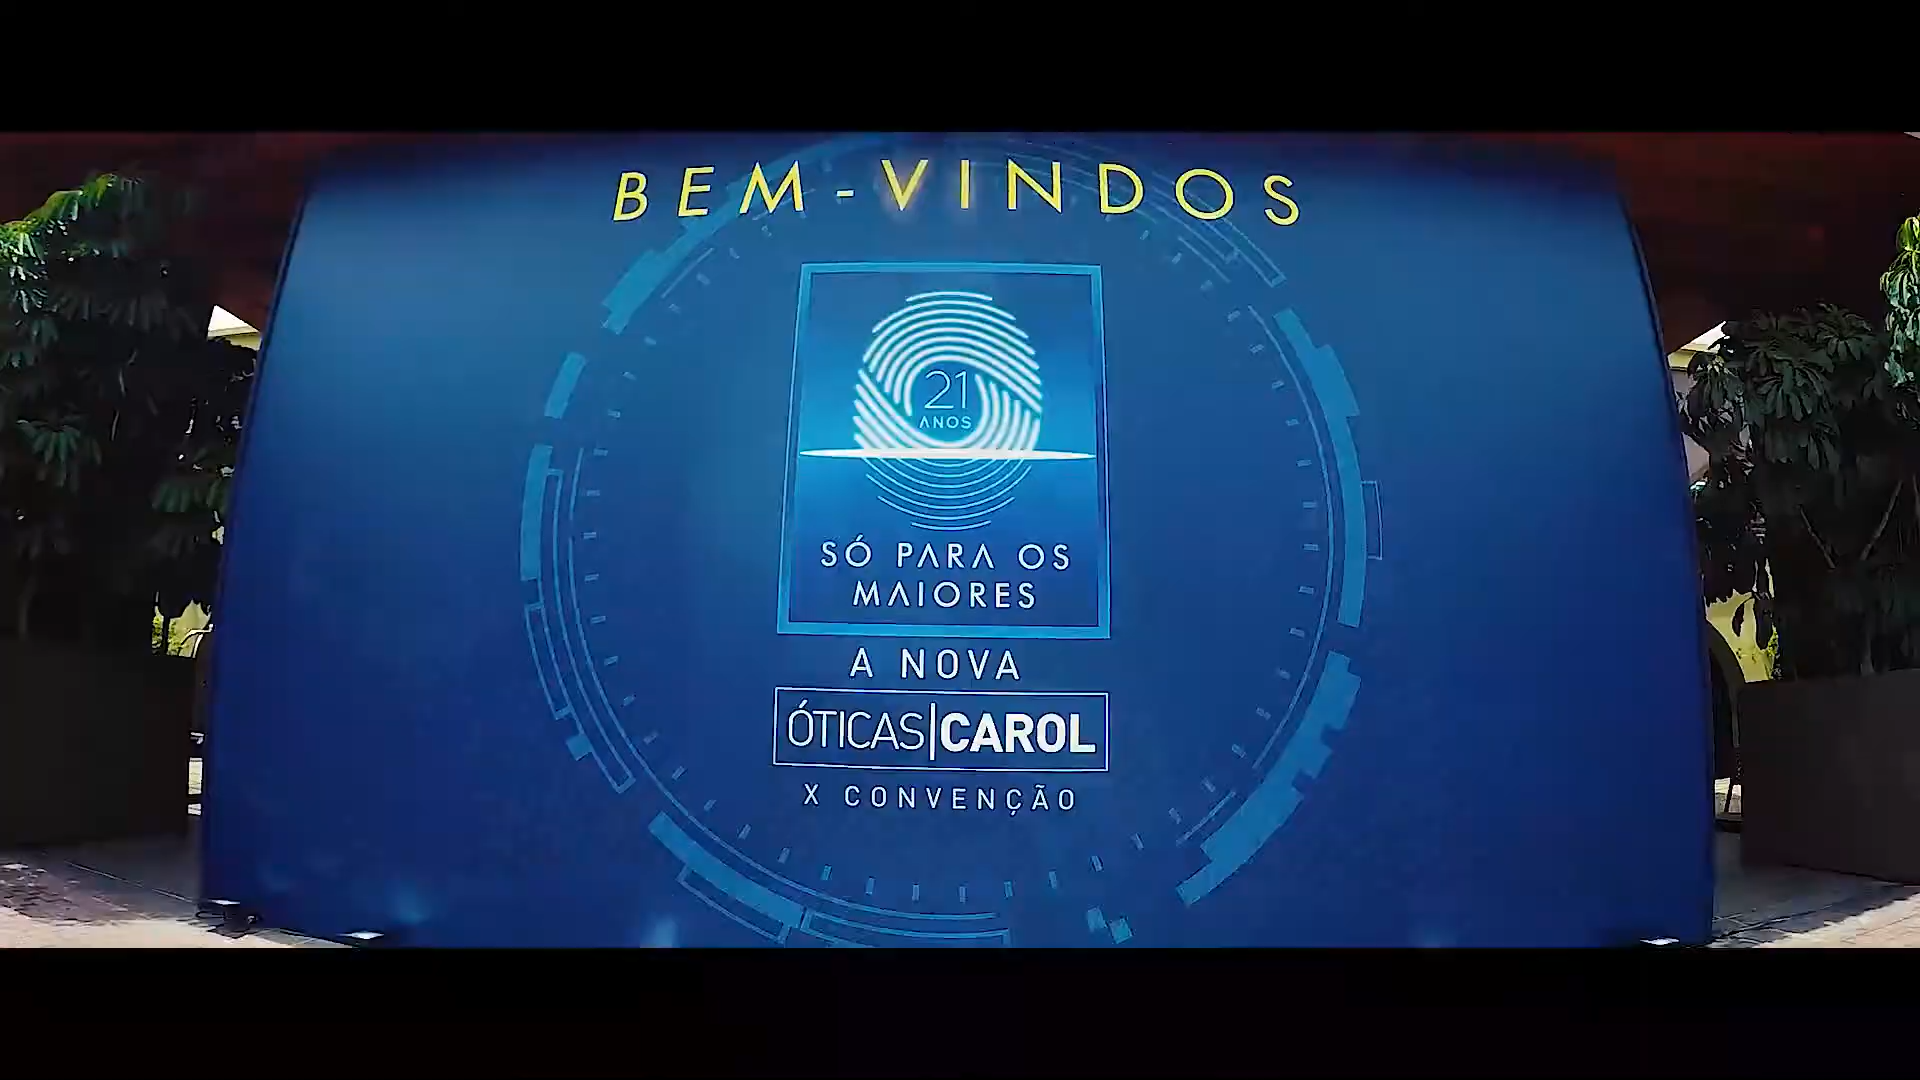 BEM-VINDOS
21
ANOS
SÓ PARA OS
MAIORES
A NOVA
ÓTICAS|CAROL
X CONVENÇÃO